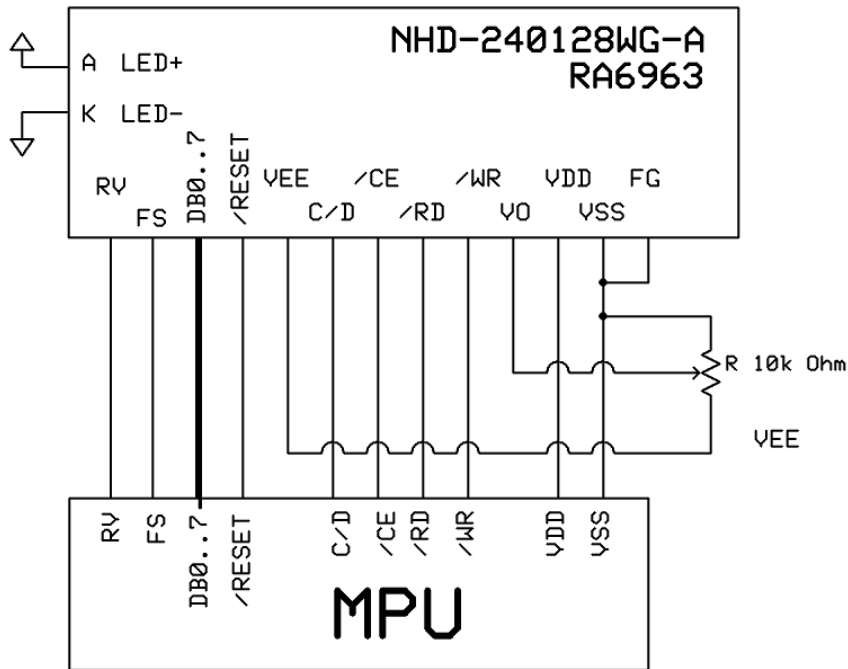 NHD-240128WG-A
RA6963
A LED+
K LED-
RV
FS
DB0..7
/RESET
VEE
C/D
/CE
/RD
/WR
VO
VDD
VSS
FG
R 10k Ohm
VEE
RV
FS
DB0..7
/RESET
C/D
/CE
/RD
/WR
VDD
VSS
MPU